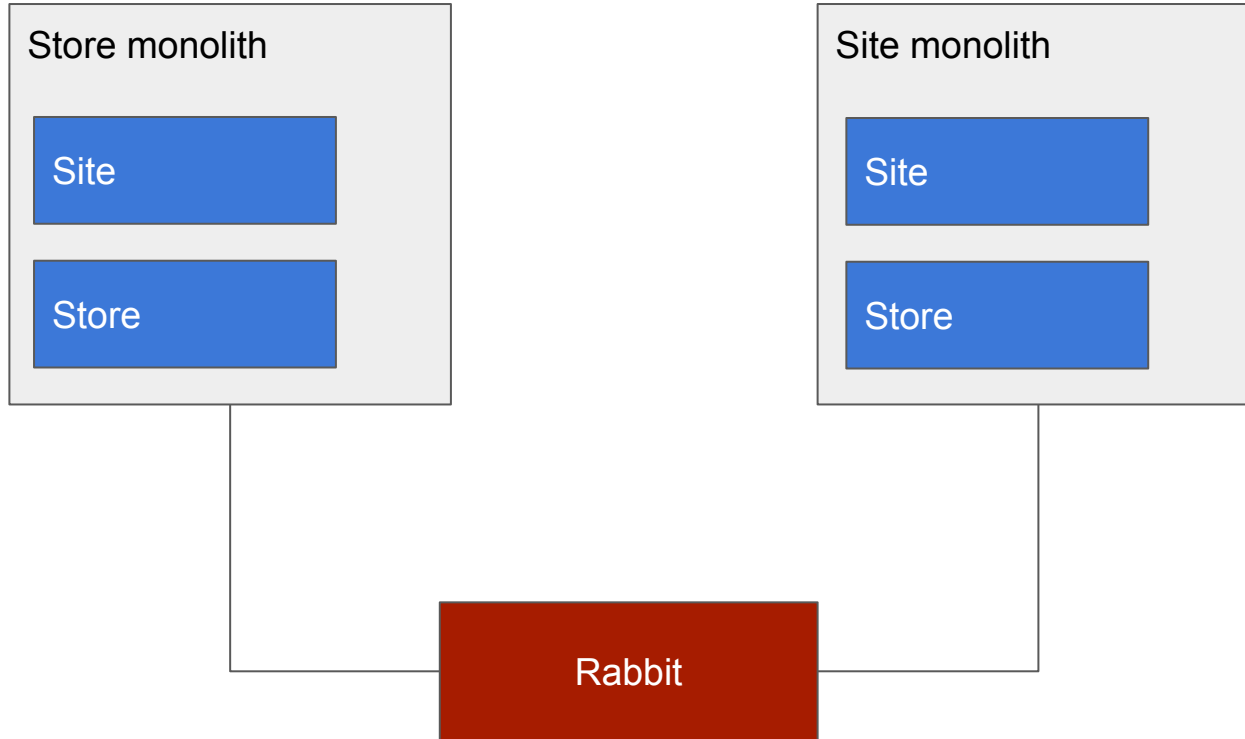 Store monolith
Site
Store
Site monolith
Site
Store
Rabbit